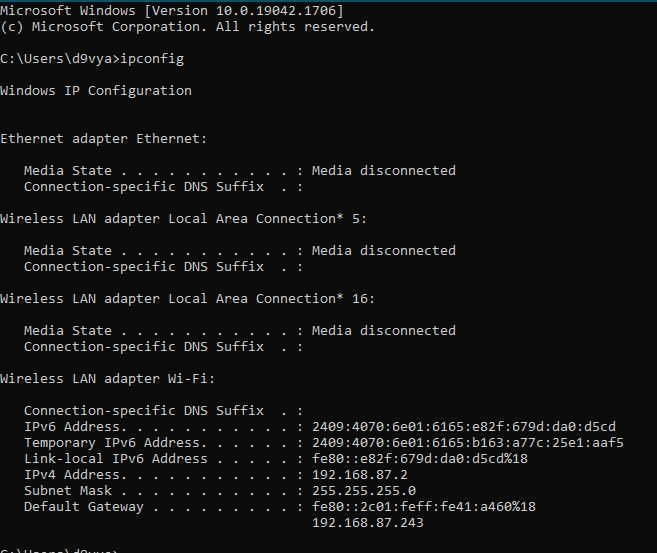 Microsoft Windows [Version 10.0.19042.1706]
(c) Microsoft Corporation. All rights reserved.
C:\Users\d9vya>ipconfig
Windows IP Configuration
Ethernet adapter Ethernet:
Media State . . . . . . . . . . . : Media disconnected
Connection-specific DNS Suffix  . :
Wireless LAN adapter Local Area Connection* 5:
Media State . . . . . . . . . . . : Media disconnected
Connection-specific DNS Suffix  . :
Wireless LAN adapter Local Area Connection* 16:
Media State . . . . . . . . . . . : Media disconnected
Connection-specific DNS Suffix  . :
Wireless LAN adapter Wi-Fi:
Connection-specific DNS Suffix  . :
IPv6 Address. . . . . . . . . . . : 2409:4070:6e01:6165:e82f:679d:da0:d5cd
Temporary IPv6 Address. . . . . . : 2409:4070:6e01:6165:b163:a77c:25e1:aaf5
Link-local IPv6 Address . . . . . : fe80::e82f:679d:da0:d5cd%18
IPv4 Address. . . . . . . . . . . : 192.168.87.2
Subnet Mask . . . . . . . . . . . : 255.255.255.0
Default Gateway . . . . . . . . . : fe80::2c01:feff:fe41:a460%18
192.168.87.243
C:\Users\d9vya>